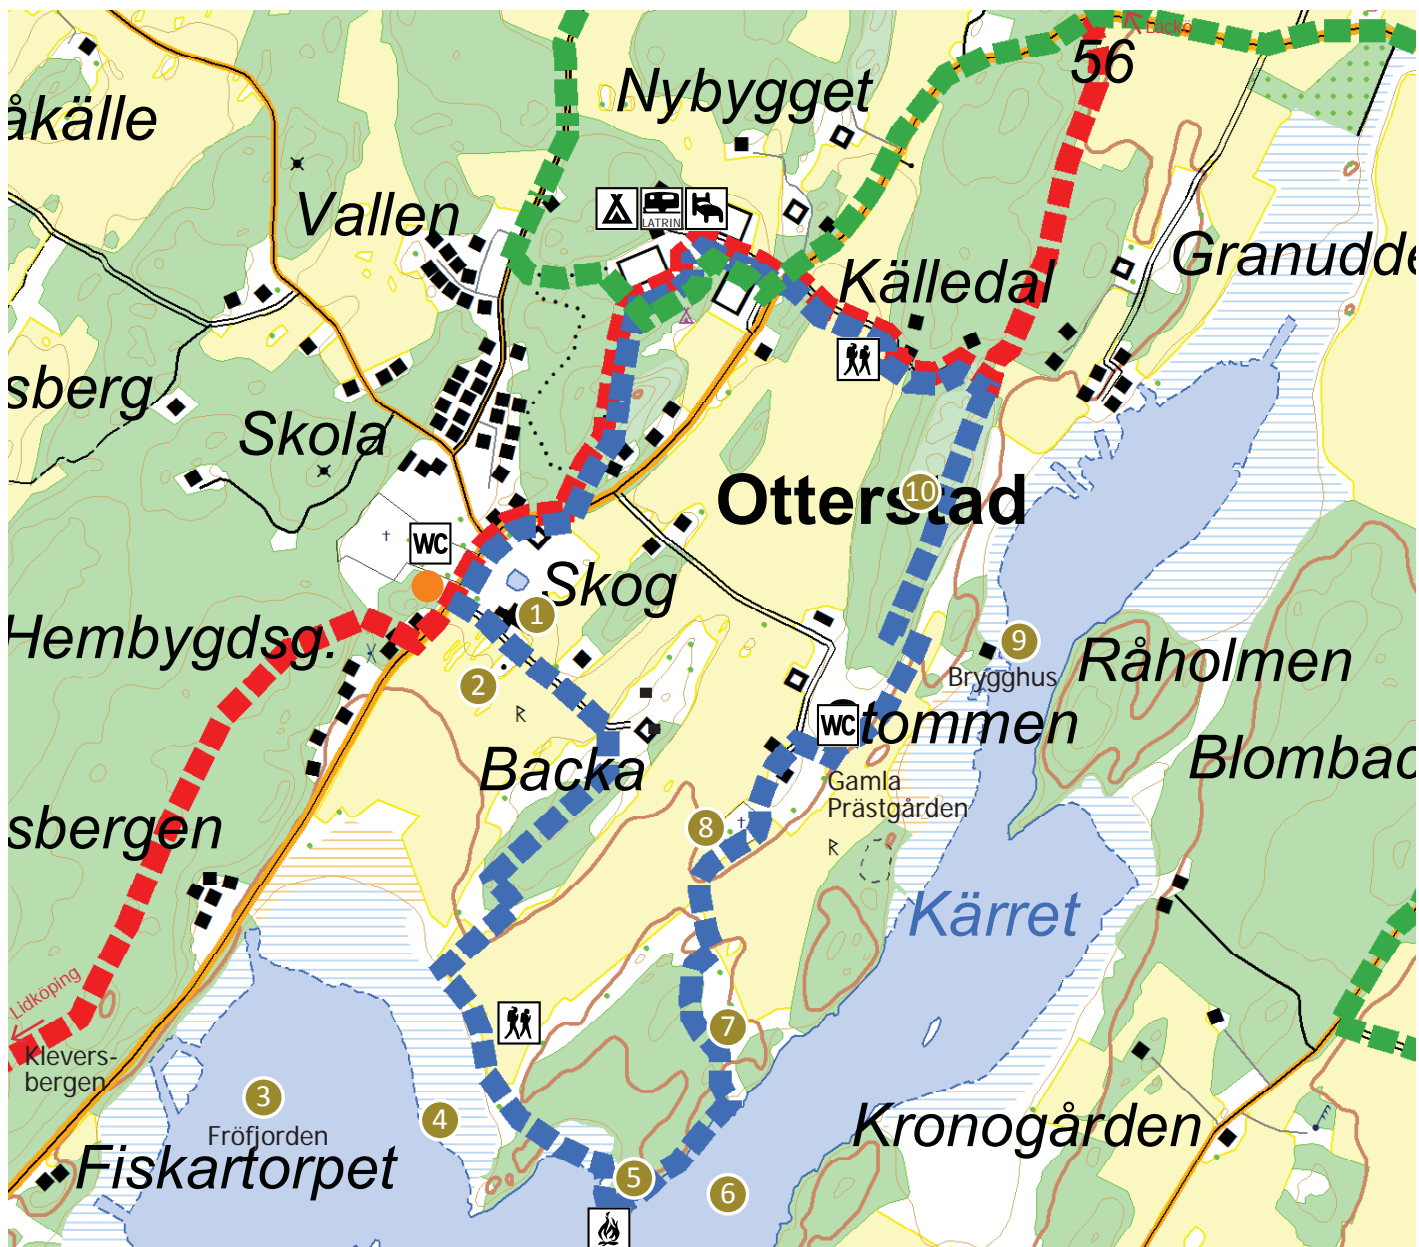 Läckö
56
Nybygget
åkälle
Vallen
LATRIN
Granudde
Källedal
sberg
Skola
Otterstad
10
WC
Skog
1
Hembygdsg.
9
Råholmen
2
Brygghus
R
WC
tommen
Backa
Blombac
Gamla
Prästgården
sbergen
8
R
Kärret
Lidköping
7
Klevers-
bergen
3
4
Fröfjorden
Kronogården
Fiskartorpet
5
6